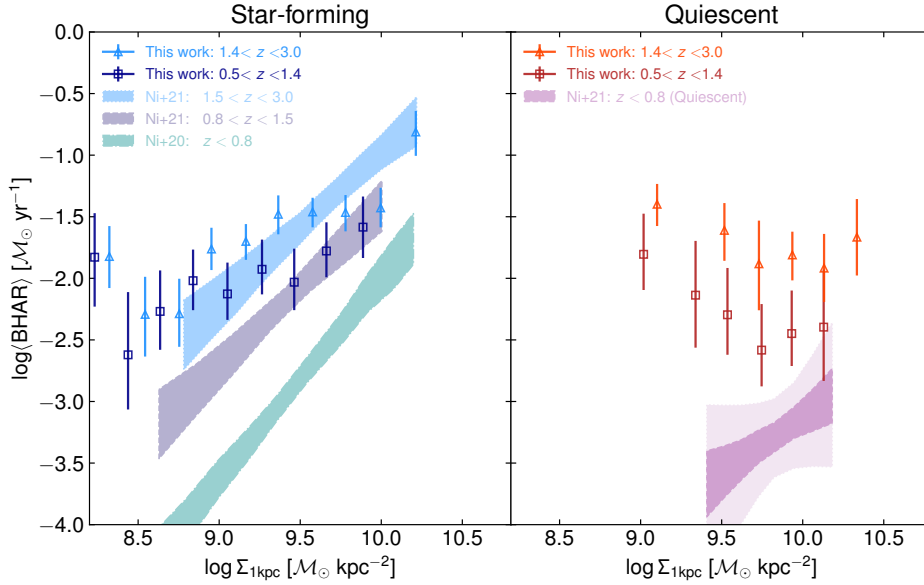 Star-forming
Quiescent
0.0
−0.5
−1.0
−1.5
−2.0
−2.5
−3.0
−3.5
−4.0
log⟨BHAR⟩ [ℳ⊙ yr⁻¹]
This work: 1.4< z <3.0
This work: 0.5< z <1.4
Ni+21: 1.5 < z < 3.0
Ni+21: 0.8 < z < 1.5
Ni+20: z < 0.8
This work: 1.4< z <3.0
This work: 0.5< z <1.4
Ni+21: z < 0.8 (Quiescent)
8.5 9.0 9.5 10.0 10.5
8.5 9.0 9.5 10.0 10.5
log Σ₁kpc [ℳ⊙ kpc⁻²]
log Σ₁kpc [ℳ⊙ kpc⁻²]